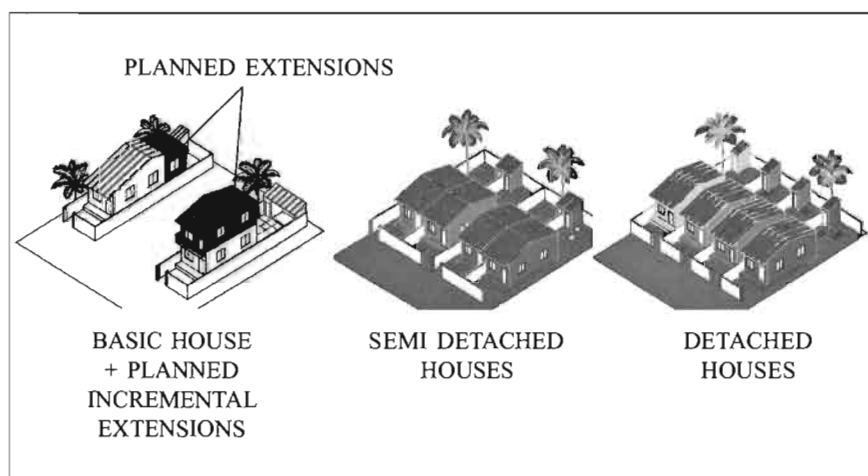 PLANNED EXTENSIONS
BASIC HOUSE
+ PLANNED
INCREMENTAL
EXTENSIONS
SEMI DETACHED
HOUSES
DETACHED
HOUSES